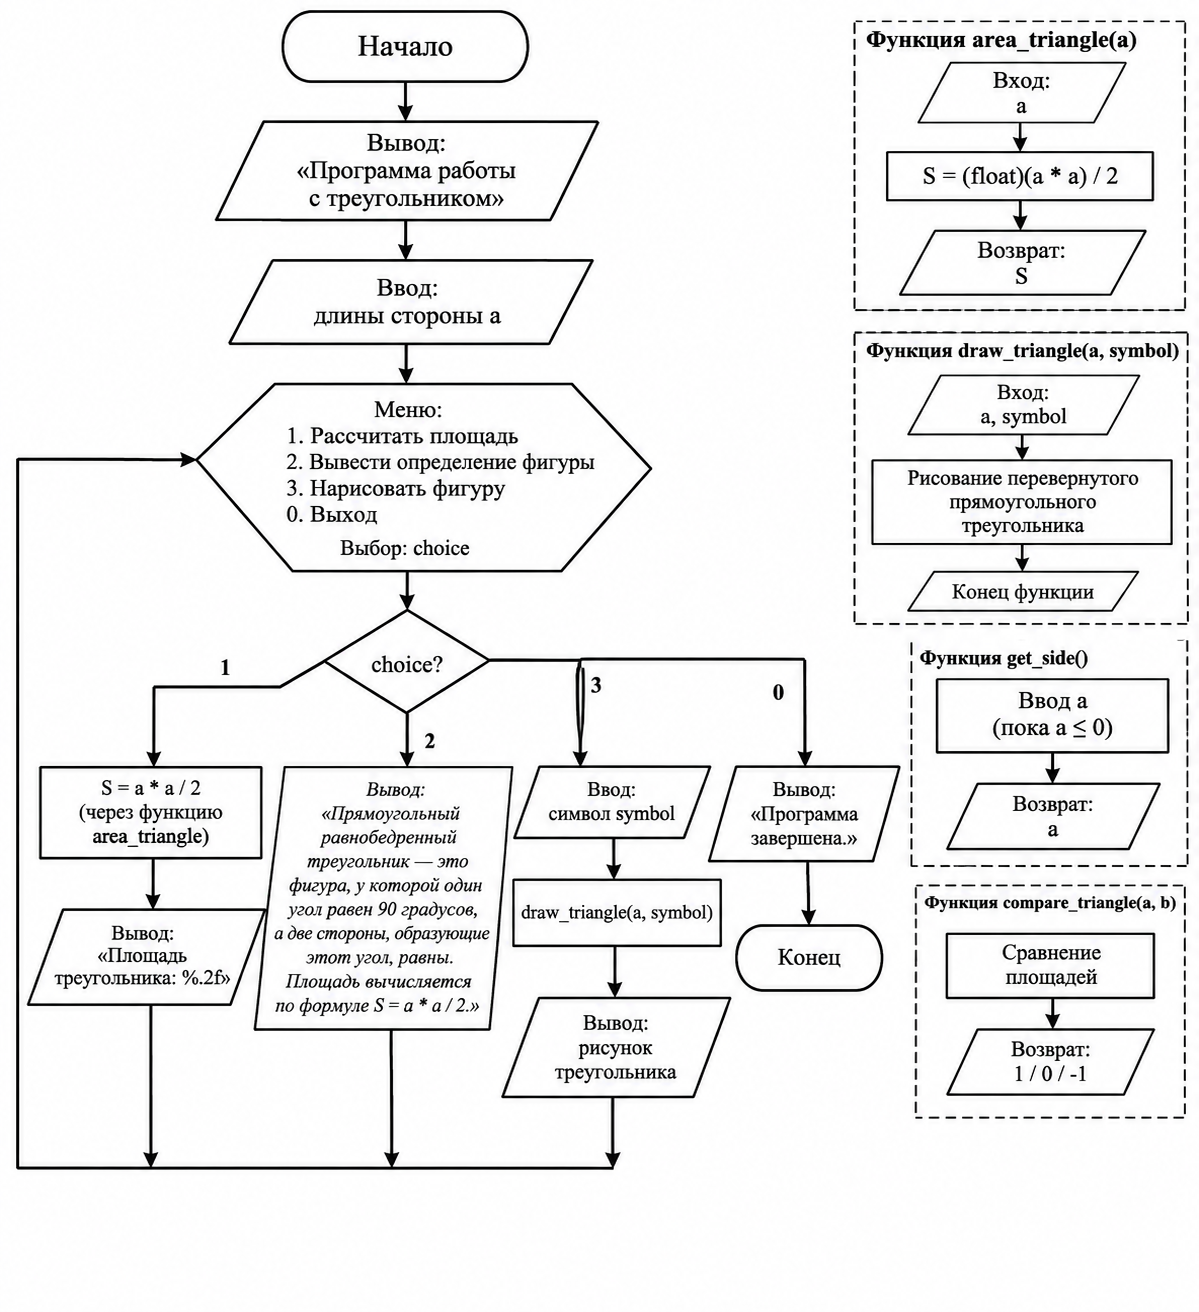 Начало
Вывод:
«Программа работы
с треугольником»
Ввод:
длины стороны a
Меню:
1. Рассчитать площадь
2. Вывести определение фигуры
3. Нарисовать фигуру
0. Выход
Выбор: choice
choice?
1
2
3
0
S = a * a / 2
(через функцию
area_triangle)
Вывод:
«Площадь
треугольника: %.2f»
Вывод:
«Прямоугольный
равнобедренный
треугольник — это
фигура, у которой один
угол равен 90 градусов,
а две стороны, образующие
этот угол, равны.
Площадь вычисляется
по формуле S = a * a / 2.»
Ввод:
символ symbol
draw_triangle(a, symbol)
Вывод:
рисунок
треугольника
Вывод:
«Программа
завершена.»
Конец
Функция area_triangle(a)
Вход:
a
S = (float)(a * a) / 2
Возврат:
S
Функция draw_triangle(a, symbol)
Вход:
a, symbol
Рисование перевернутого
прямоугольного
треугольника
Конец функции
Функция get_side()
Ввод a
(пока a ≤ 0)
Возврат:
a
Функция compare_triangle(a, b)
Сравнение
площадей
Возврат:
1 / 0 / -1